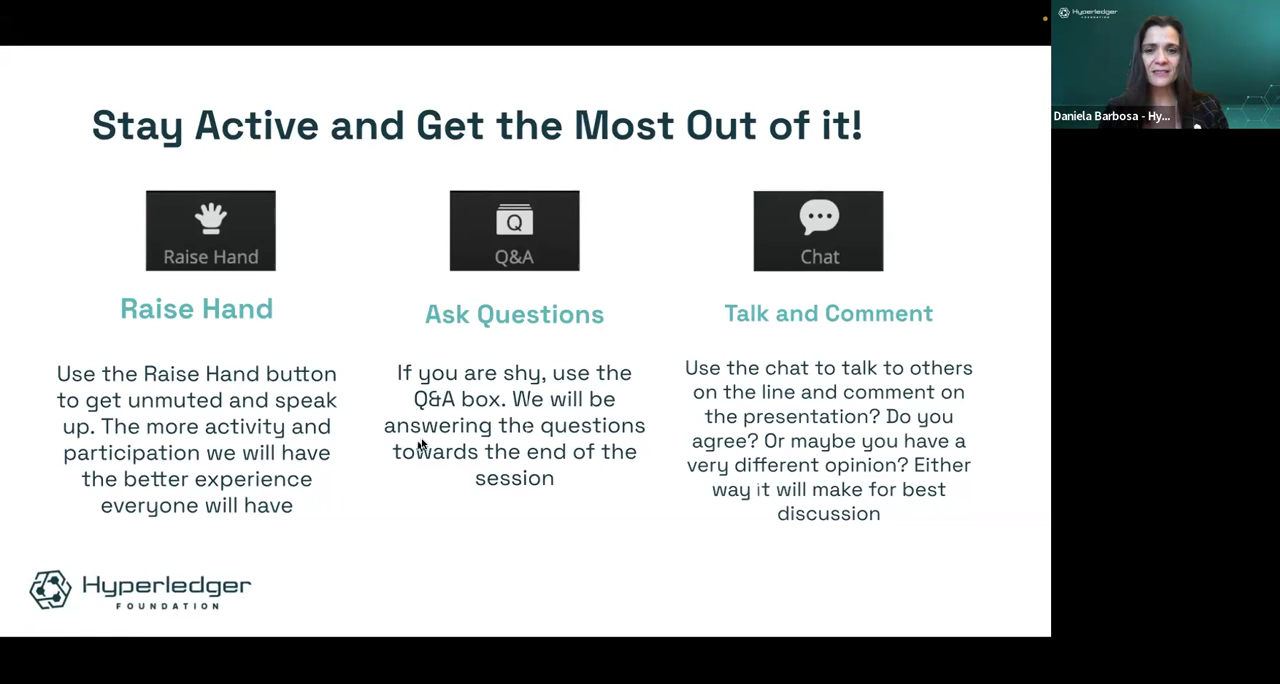 Hyperledger
FOUNDATION
Daniela Barbosa - Hy...
Stay Active and Get the Most Out of it!
Raise Hand
Q
Q&A
Chat
Raise Hand
Ask Questions
Talk and Comment
Use the Raise Hand button
to get unmuted and speak
up. The more activity and
participation we will have
the better experience
everyone will have
If you are shy, use the
Q&A box. We will be
answering the questions
towards the end of the
session
Use the chat to talk to others
on the line and comment on
the presentation? Do you
agree? Or maybe you have a
very different opinion? Either
way it will make for best
discussion
Hyperledger
FOUNDATION